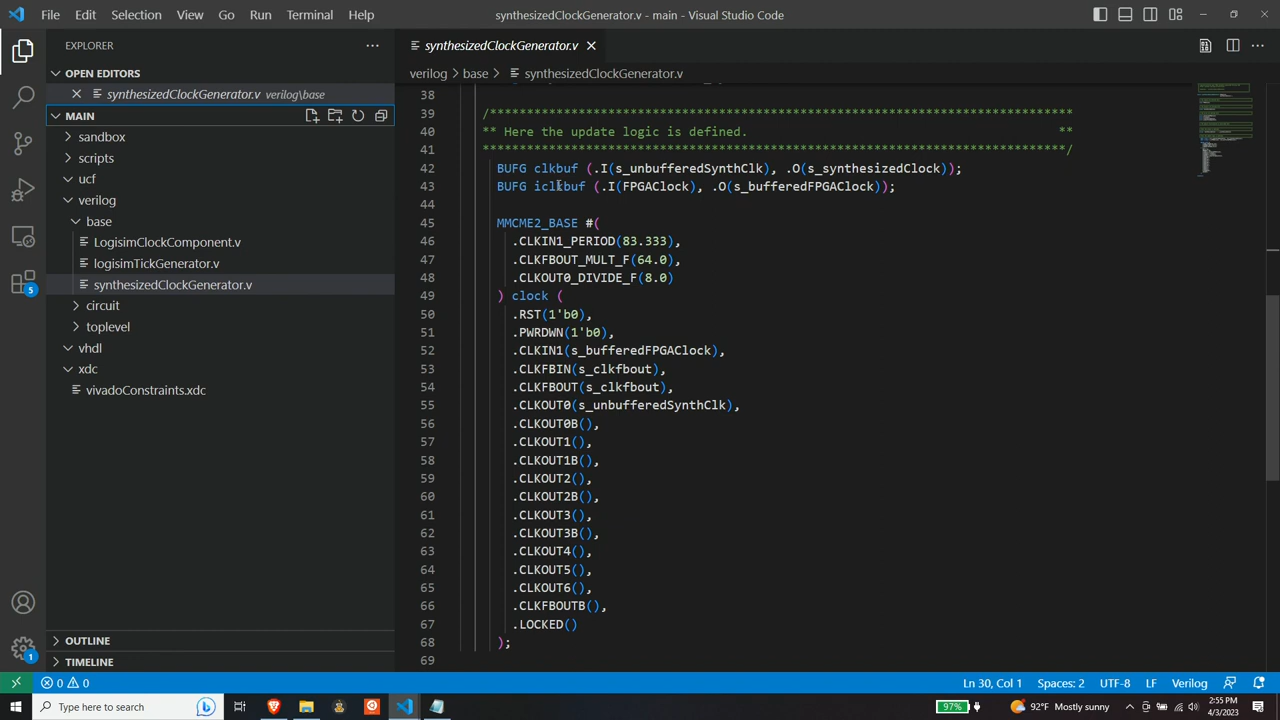 File Edit Selection View Go Run Terminal Help
synthesizedClockGenerator.v - main - Visual Studio Code
EXPLORER
OPEN EDITORS
synthesizedClockGenerator.v verilog\base
MAIN
sandbox
scripts
ucf
verilog
base
LogisimClockComponent.v
logisimTickGenerator.v
synthesizedClockGenerator.v
circuit
toplevel
vhdl
xdc
vivadoConstraints.xdc
OUTLINE
TIMELINE
5
1
synthesizedClockGenerator.v
verilog > base > synthesizedClockGenerator.v
38
39 /*******************************************************************************
40 ** Here the update logic is defined. **
41 *******************************************************************************/
42 BUFG clkbuf (.I(s_unbufferedSynthClk), .O(s_synthesizedClock));
43 BUFG iclkbuf (.I(FPGAClock), .O(s_bufferedFPGAClock));
44
45 MMCME2_BASE #(
46 .CLKIN1_PERIOD(83.333),
47 .CLKFBOUT_MULT_F(64.0),
48 .CLKOUT0_DIVIDE_F(8.0)
49 ) clock (
50 .RST(1'b0),
51 .PWRDWN(1'b0),
52 .CLKIN1(s_bufferedFPGAClock),
53 .CLKFBIN(s_clkfbout),
54 .CLKFBOUT(s_clkfbout),
55 .CLKOUT0(s_unbufferedSynthClk),
56 .CLKOUT0B(),
57 .CLKOUT1(),
58 .CLKOUT1B(),
59 .CLKOUT2(),
60 .CLKOUT2B(),
61 .CLKOUT3(),
62 .CLKOUT3B(),
63 .CLKOUT4(),
64 .CLKOUT5(),
65 .CLKOUT6(),
66 .CLKFBOUTB(),
67 .LOCKED()
68 );
69
0 0 Ln 30, Col 1 Spaces: 2 UTF-8 LF Verilog
Type here to search
97% 92°F Mostly sunny
2:55 PM
4/3/2023